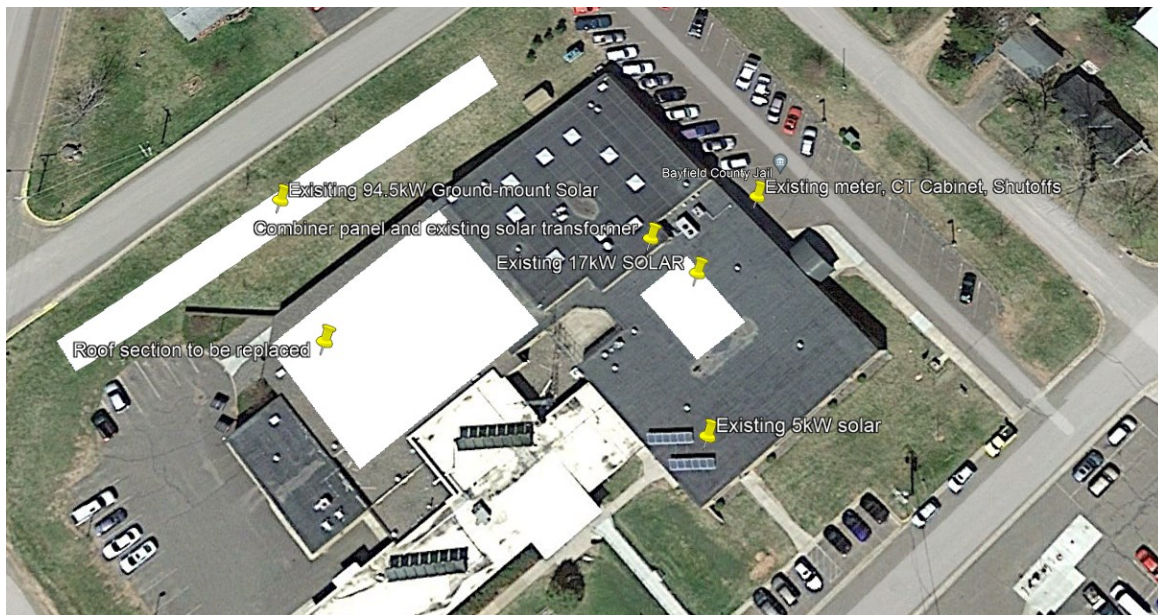 Bayfield County Jail
Exisiting 94.5kW Ground-mount Solar
Existing meter, CT Cabinet, Shutoffs
Combiner panel and existing solar transformer
Existing 17kW SOLAR
Roof section to be replaced
Existing 5kW solar